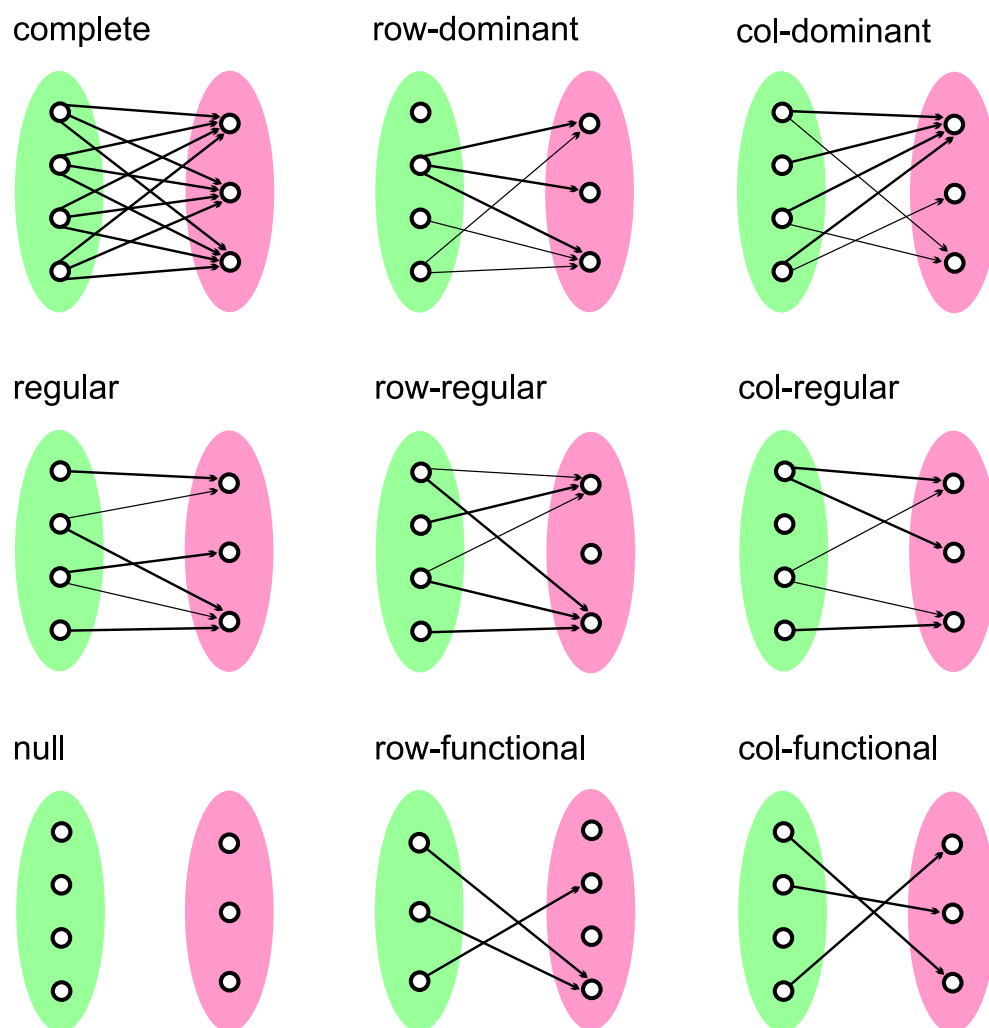 complete
row-dominant
col-dominant
regular
row-regular
col-regular
null
row-functional
col-functional